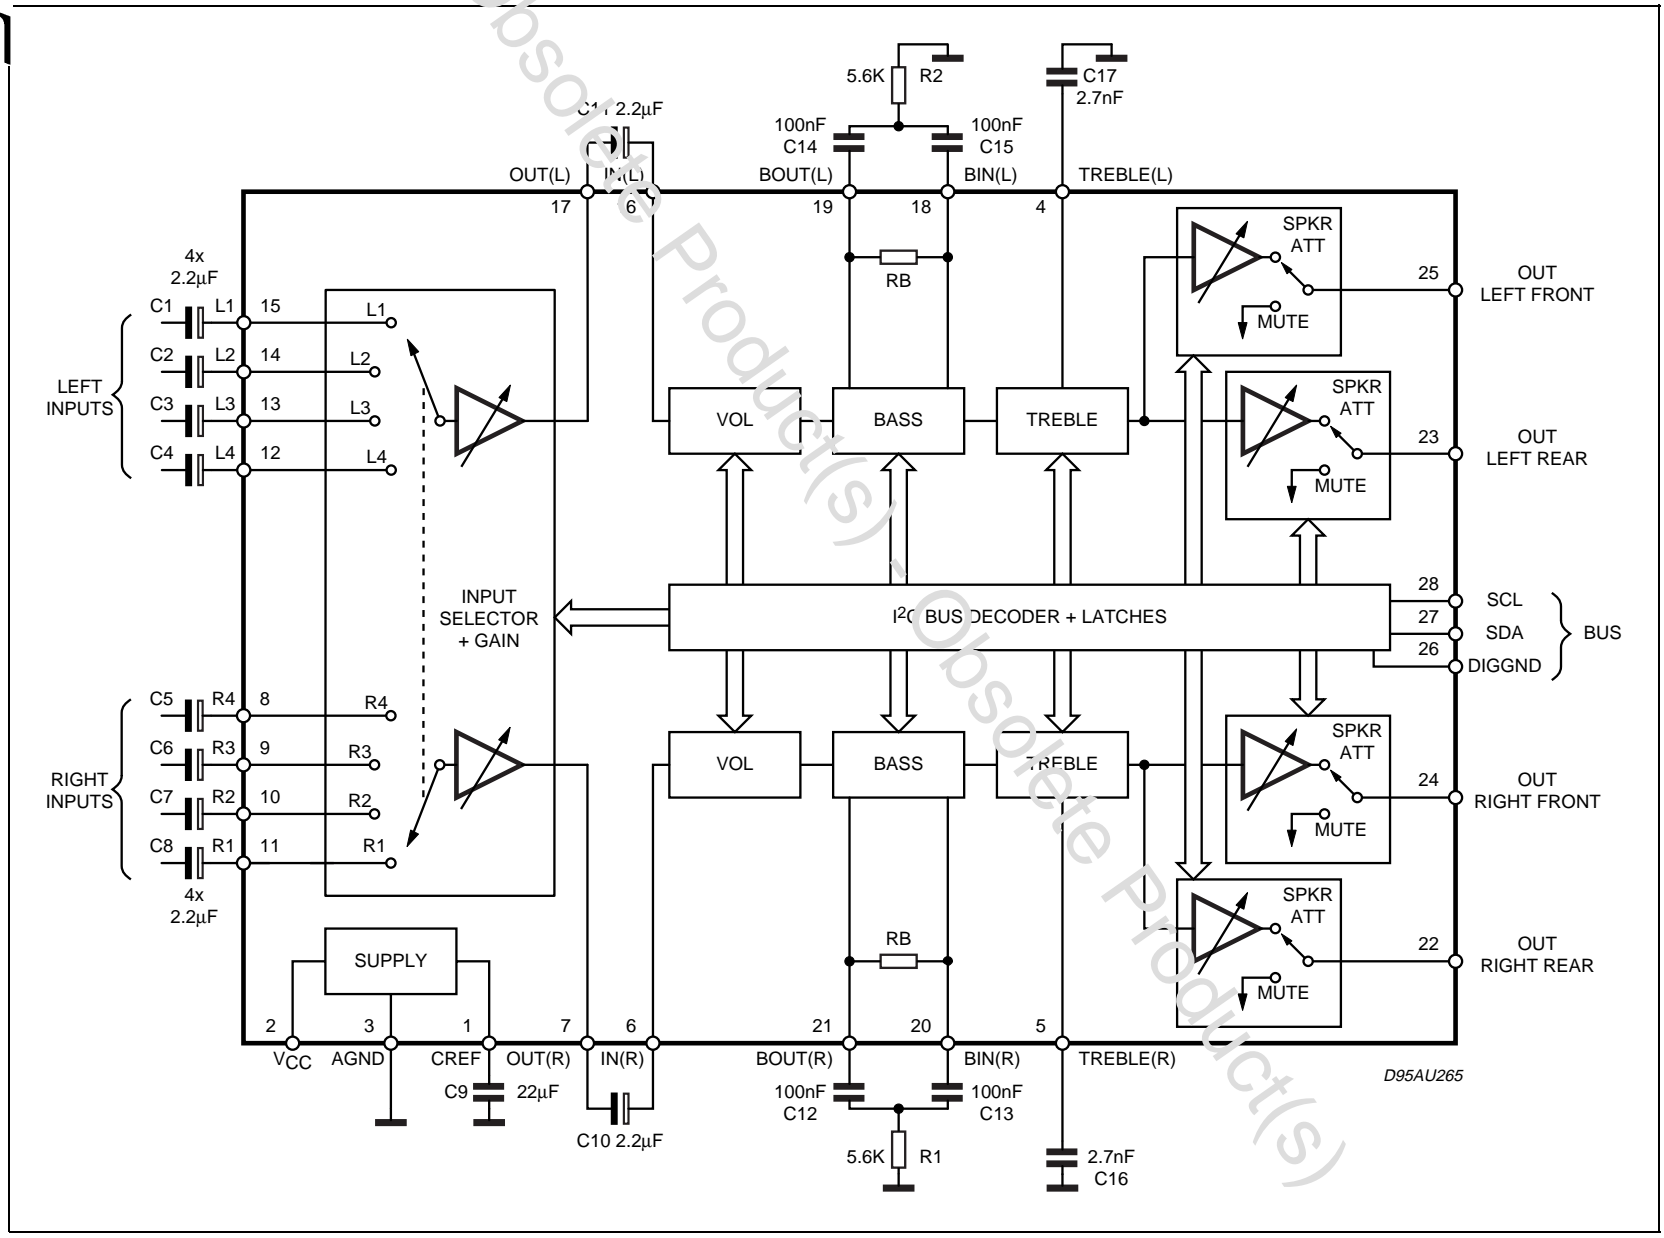 Obsolete Product(s) - Obsolete Product(s)
5.6K R2
C17
2.7nF
2.2µF
100nF
C14
100nF
C15
OUT(L)
IN(L)
BOUT(L)
BIN(L)
TREBLE(L)
17
6
19
18
4
4x
2.2µF
LEFT
INPUTS
C1 L1 15 L1
C2 L2 14 L2
C3 L3 13 L3
C4 L4 12 L4
RB
VOL
BASS
TREBLE
SPKR
ATT
MUTE
25
OUT
LEFT FRONT
SPKR
ATT
MUTE
23
OUT
LEFT REAR
INPUT
SELECTOR
+ GAIN
I2C BUS DECODER + LATCHES
28 SCL
27 SDA
26 DIGGND
BUS
RIGHT
INPUTS
C5 R4 8 R4
C6 R3 9 R3
C7 R2 10 R2
C8 R1 11 R1
4x
2.2µF
VOL
BASS
TREBLE
SPKR
ATT
MUTE
24
OUT
RIGHT FRONT
SPKR
ATT
MUTE
22
OUT
RIGHT REAR
SUPPLY
RB
2
3
1
7
6
21
20
5
VCC
AGND
CREF
OUT(R)
IN(R)
BOUT(R)
BIN(R)
TREBLE(R)
D95AU265
C9
22µF
100nF
C12
100nF
C13
C10 2.2µF
5.6K R1
2.7nF
C16